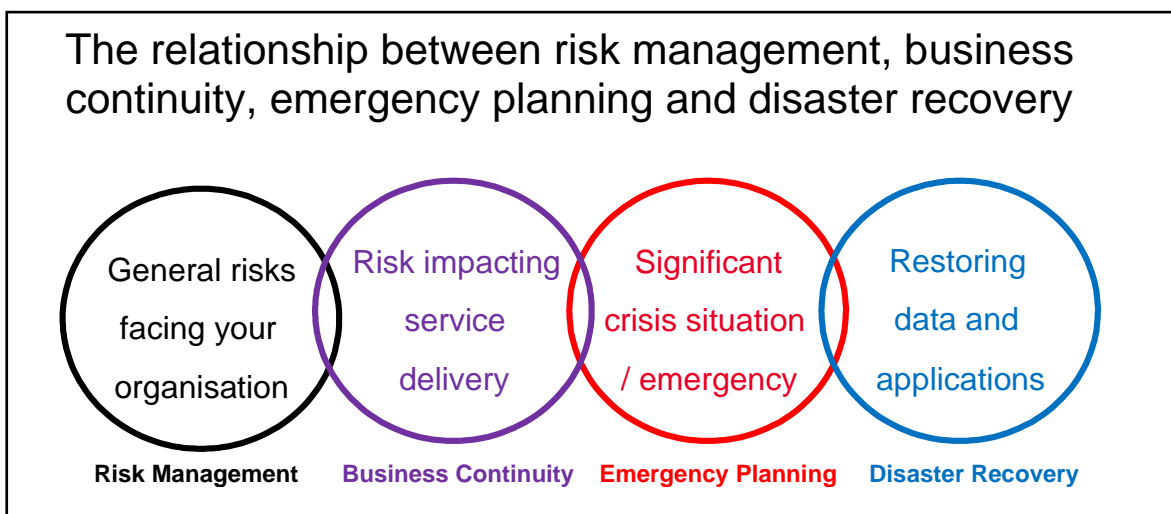 The relationship between risk management, business
continuity, emergency planning and disaster recovery
General risks
facing your
organisation
Risk impacting
service
delivery
Significant
crisis situation
/ emergency
Restoring
data and
applications
Risk Management
Business Continuity
Emergency Planning
Disaster Recovery